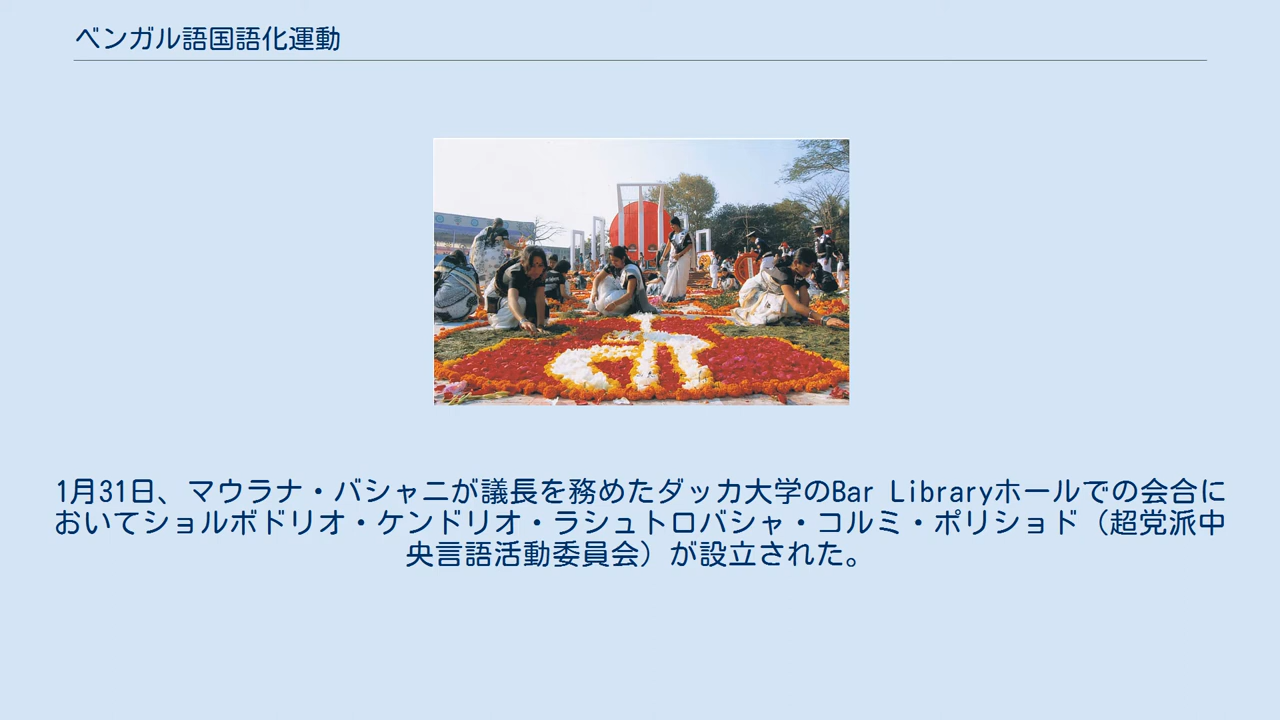 ベンガル語国語化運動
1月31日、マウラナ・バシャニが議長を務めたダッカ大学のBar Libraryホールでの会合に
おいてショルボドリオ・ケンドリオ・ラシュトロバシャ・コルミ・ポリショド（超党派中
央言語活動委員会）が設立された。